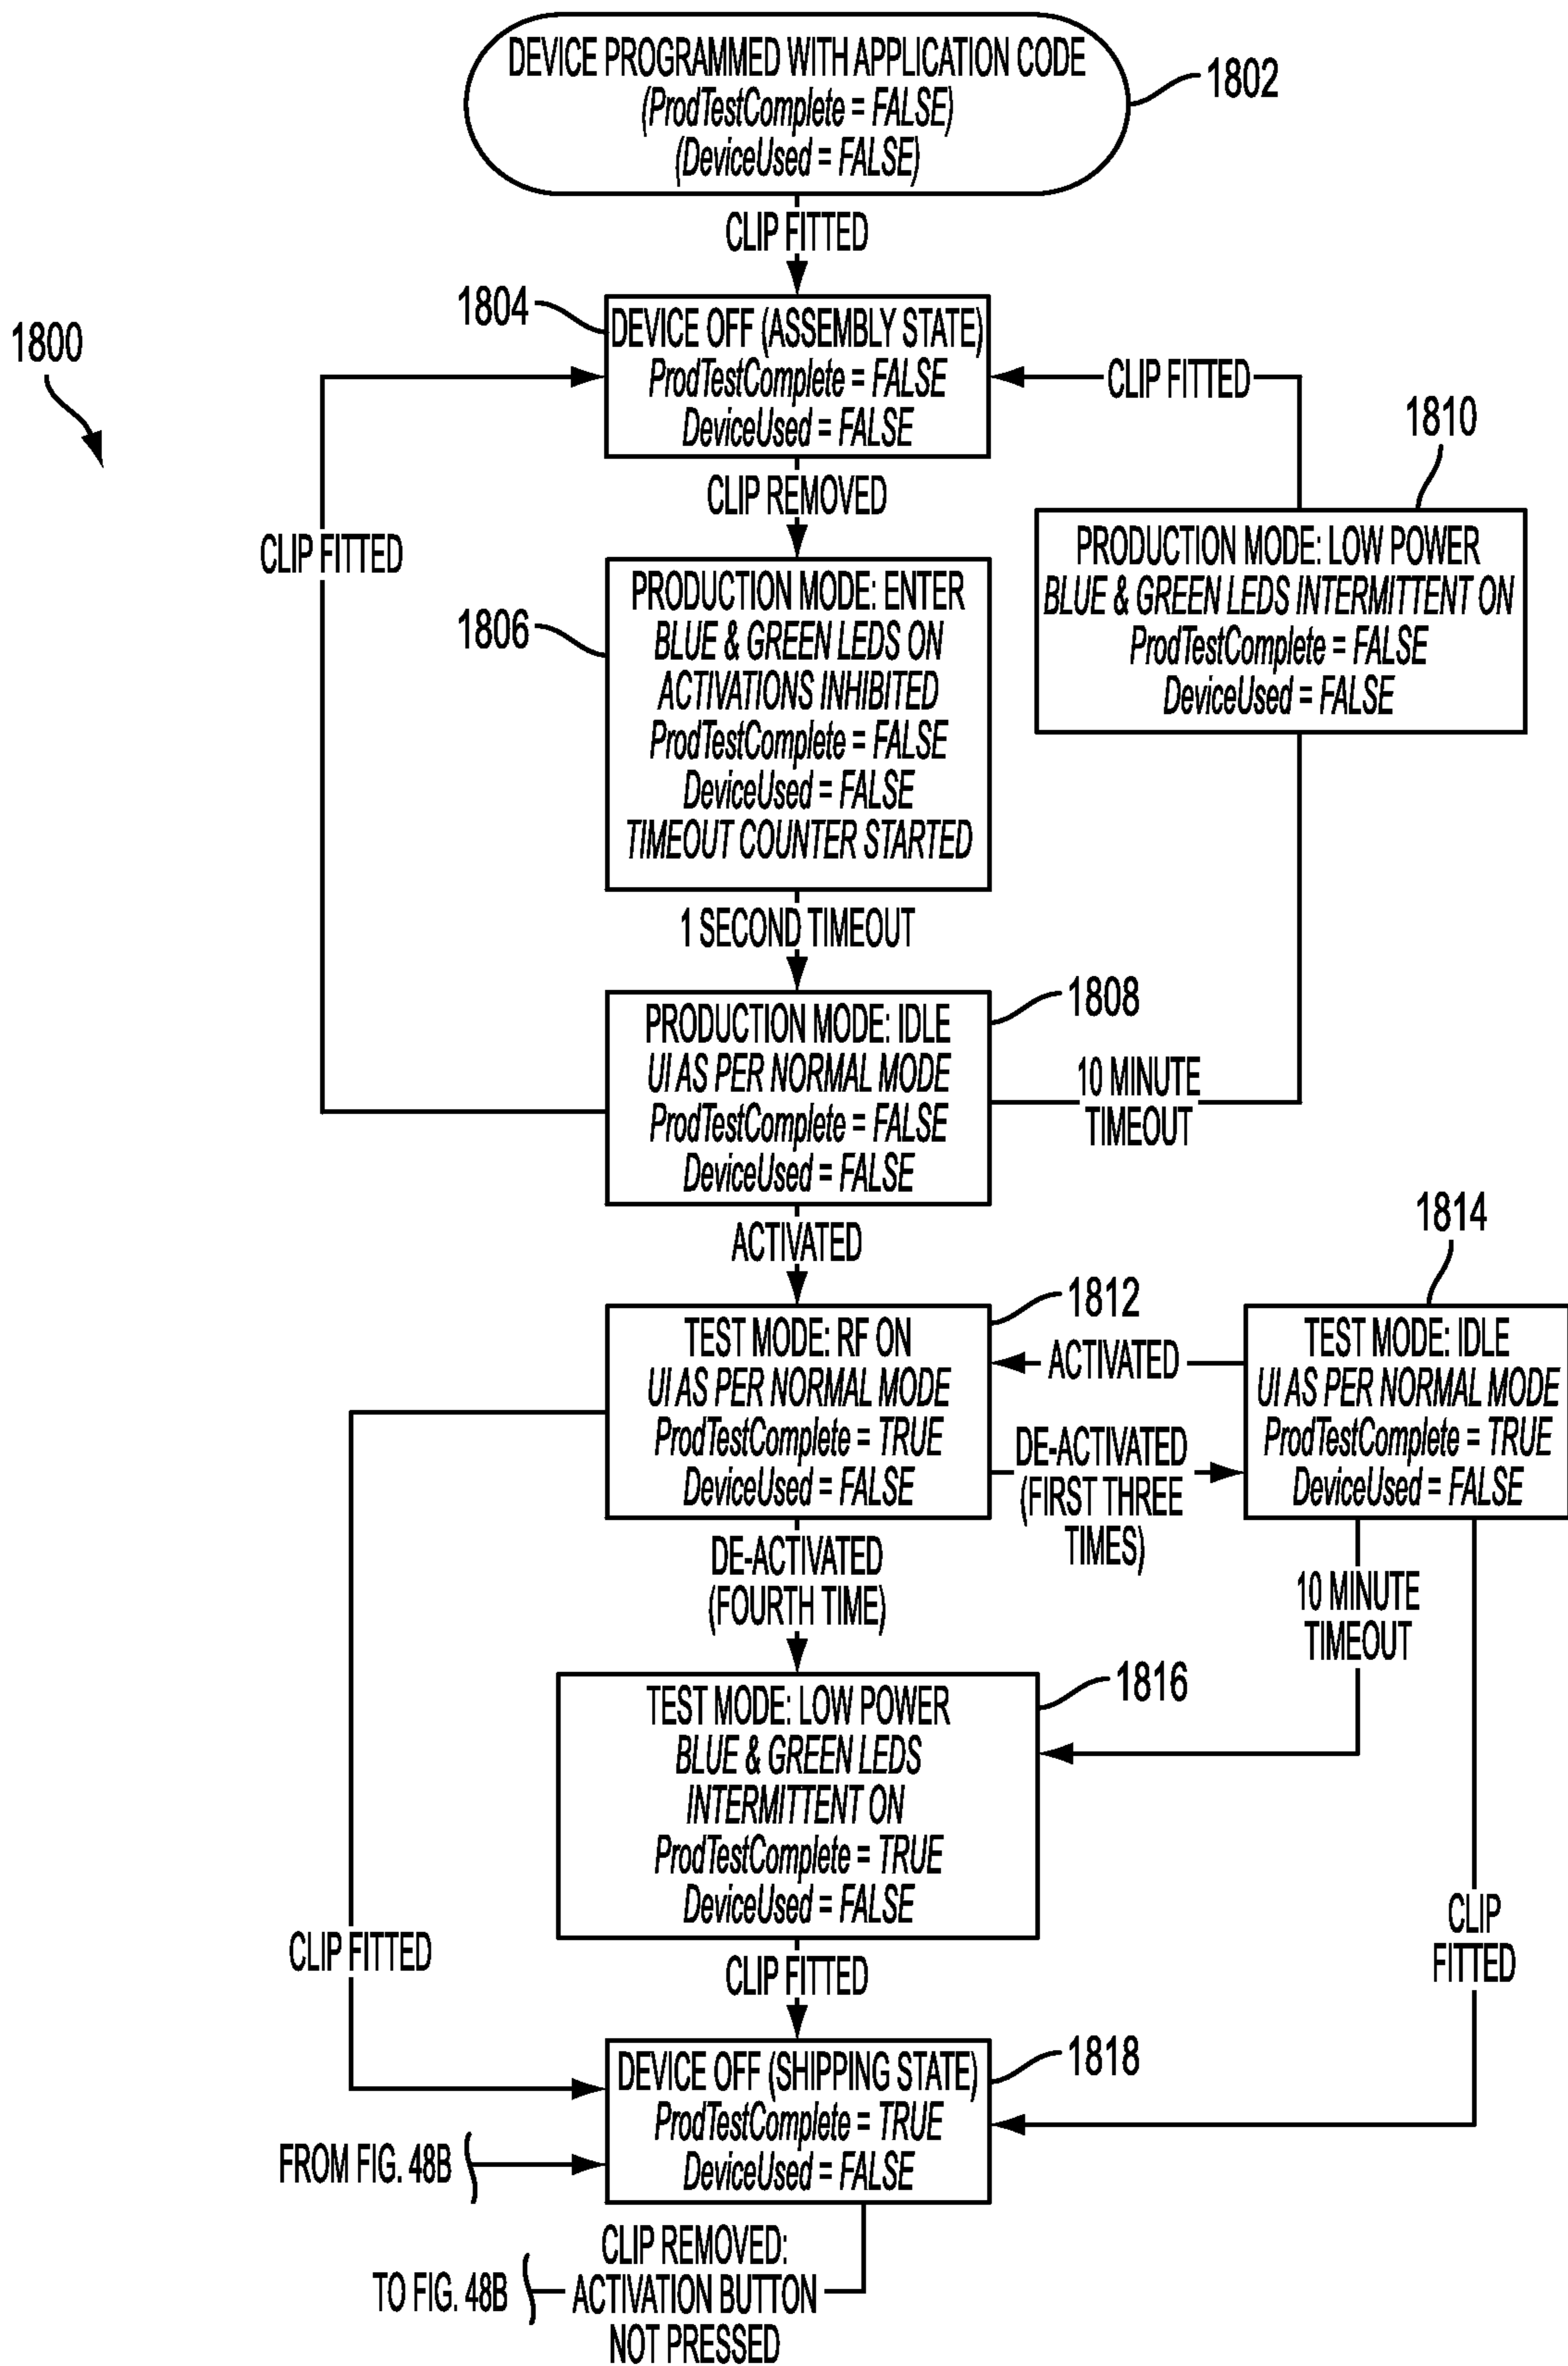 DEVICE PROGRAMMED WITH APPLICATION CODE
(ProdTestComplete = FALSE)
(DeviceUsed = FALSE)
1802
CLIP FITTED
1800
1804
DEVICE OFF (ASSEMBLY STATE)
ProdTestComplete = FALSE
DeviceUsed = FALSE
CLIP FITTED
1810
CLIP REMOVED
CLIP FITTED
PRODUCTION MODE: LOW POWER
BLUE & GREEN LEDS INTERMITTENT ON
ProdTestComplete = FALSE
DeviceUsed = FALSE
1806
PRODUCTION MODE: ENTER
BLUE & GREEN LEDS ON
ACTIVATIONS INHIBITED
ProdTestComplete = FALSE
DeviceUsed = FALSE
TIMEOUT COUNTER STARTED
1 SECOND TIMEOUT
1808
PRODUCTION MODE: IDLE
UI AS PER NORMAL MODE
ProdTestComplete = FALSE
DeviceUsed = FALSE
10 MINUTE
TIMEOUT
ACTIVATED
1814
1812
TEST MODE: RF ON
UI AS PER NORMAL MODE
ProdTestComplete = TRUE
DeviceUsed = FALSE
ACTIVATED
DE-ACTIVATED
(FIRST THREE
TIMES)
TEST MODE: IDLE
UI AS PER NORMAL MODE
ProdTestComplete = TRUE
DeviceUsed = FALSE
DE-ACTIVATED
(FOURTH TIME)
10 MINUTE
TIMEOUT
1816
TEST MODE: LOW POWER
BLUE & GREEN LEDS
INTERMITTENT ON
ProdTestComplete = TRUE
DeviceUsed = FALSE
CLIP FITTED
CLIP FITTED
CLIP
FITTED
1818
DEVICE OFF (SHIPPING STATE)
ProdTestComplete = TRUE
DeviceUsed = FALSE
FROM FIG. 48B
TO FIG. 48B
CLIP REMOVED:
ACTIVATION BUTTON
NOT PRESSED